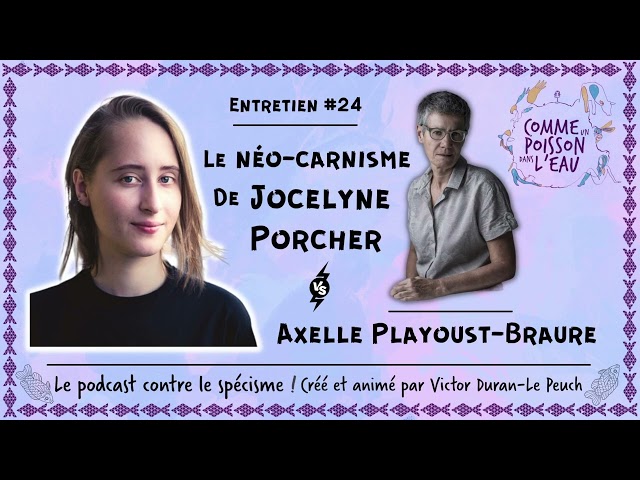 Entretien #24
Le néo-carnisme
De Jocelyne
Porcher
VS
Axelle Playoust-Braure
COMME UN
POISSON
DANS L'EAU
Le podcast contre le spécisme ! Créé et animé par Victor Duran-Le Peuch